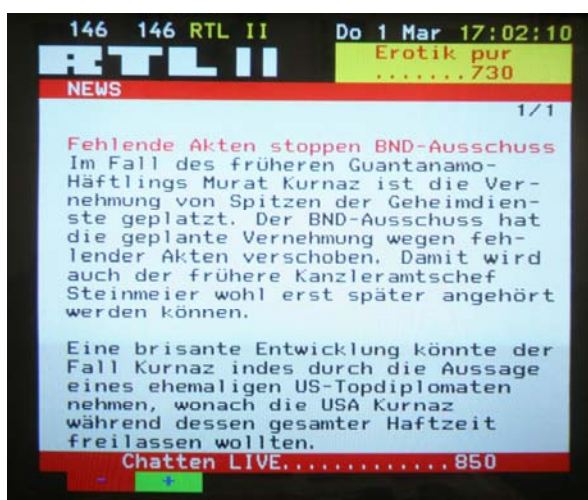 146 146 RTL II Do 1 Mar 17:02:10
RTL II Erotik pur
.......730
NEWS
1/1
Fehlende Akten stoppen BND-Ausschuss
Im Fall des früheren Guantanamo-
Häftlings Murat Kurnaz ist die Ver-
nehmung von Spitzen der Geheimdien-
ste geplatzt. Der BND-Ausschuss hat
die geplante Vernehmung wegen feh-
lender Akten verschoben. Damit wird
auch der frühere Kanzleramtschef
Steinmeier wohl erst später angehört
werden können.
Eine brisante Entwicklung könnte der
Fall Kurnaz indes durch die Aussage
eines ehemaligen US-Topdiplomaten
nehmen, wonach die USA Kurnaz
während dessen gesamter Haftzeit
freilassen wollten.
Chatten LIVE.............850
- +